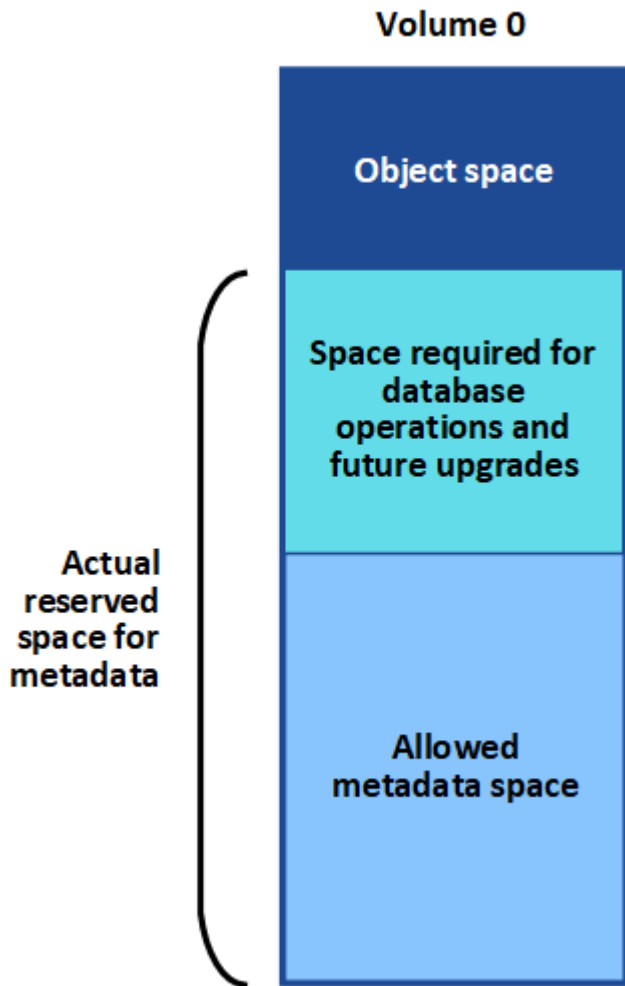 Volume 0
Object space
Space required for
database
operations and
future upgrades
Actual
reserved
space for
metadata
Allowed
metadata space